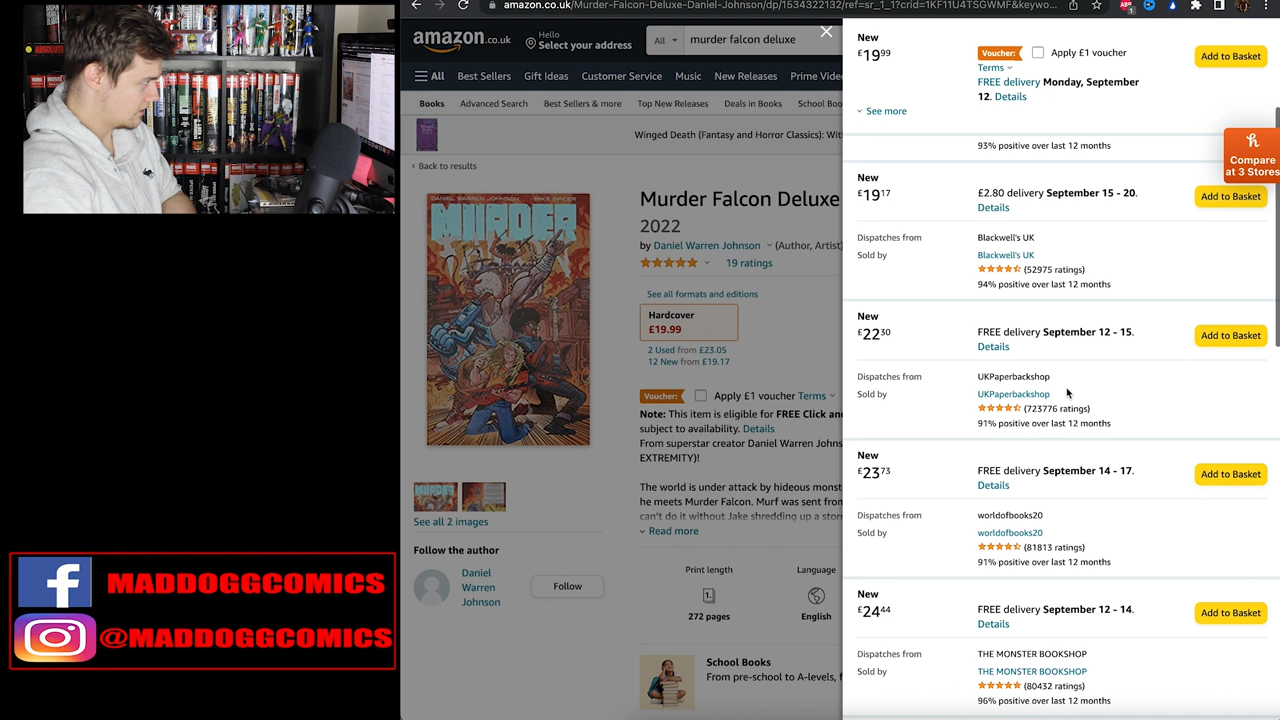 amazon.co.uk/Murder-Falcon-Deluxe-Daniel-Johnson/dp/1534322132/ref=sr_1_1?crid=1KF11U4TSGWMF&keywo...
amazon.co.uk
Hello
Select your address
All
murder falcon deluxe
All
Best Sellers
Gift Ideas
Customer Service
Music
New Releases
Prime Vide
Books
Advanced Search
Best Sellers & more
Top New Releases
Deals in Books
School Boo
Winged Death (Fantasy and Horror Classics): Wit
‹ Back to results
DANIEL WARREN JOHNSON MIKE SPICER
MURDER
See all 2 images
Follow the author
Daniel
Warren
Johnson
Follow
Murder Falcon Deluxe
2022
by Daniel Warren Johnson (Author, Artist)
19 ratings
See all formats and editions
Hardcover
£19.99
2 Used from £23.05
12 New from £19.17
Voucher:
Apply £1 voucher Terms
Note: This item is eligible for FREE Click and
subject to availability. Details
From superstar creator Daniel Warren Johns
EXTREMITY)!
The world is under attack by hideous monst
he meets Murder Falcon. Murf was sent from
can't do it without Jake shredding up a stor
Read more
Print length
Language
1.
272 pages
English
School Books
From pre-school to A-levels, f
New
£19.99
Voucher:
Apply £1 voucher
Terms
FREE delivery Monday, September
12. Details
Add to Basket
See more
93% positive over last 12 months
Compare
at 3 Stores
New
£19.17
£2.80 delivery September 15 - 20.
Details
Add to Basket
Dispatches from
Blackwell's UK
Sold by
Blackwell's UK
(52975 ratings)
94% positive over last 12 months
New
£22.30
FREE delivery September 12 - 15.
Details
Add to Basket
Dispatches from
UKPaperbackshop
Sold by
UKPaperbackshop
(723776 ratings)
91% positive over last 12 months
New
£23.73
FREE delivery September 14 - 17.
Details
Add to Basket
Dispatches from
worldofbooks20
Sold by
worldofbooks20
(81813 ratings)
91% positive over last 12 months
New
£24.44
FREE delivery September 12 - 14.
Details
Add to Basket
Dispatches from
THE MONSTER BOOKSHOP
Sold by
THE MONSTER BOOKSHOP
(80432 ratings)
96% positive over last 12 months
ABSOLUTE
MADDOGGCOMICS
@MADDOGGCOMICS